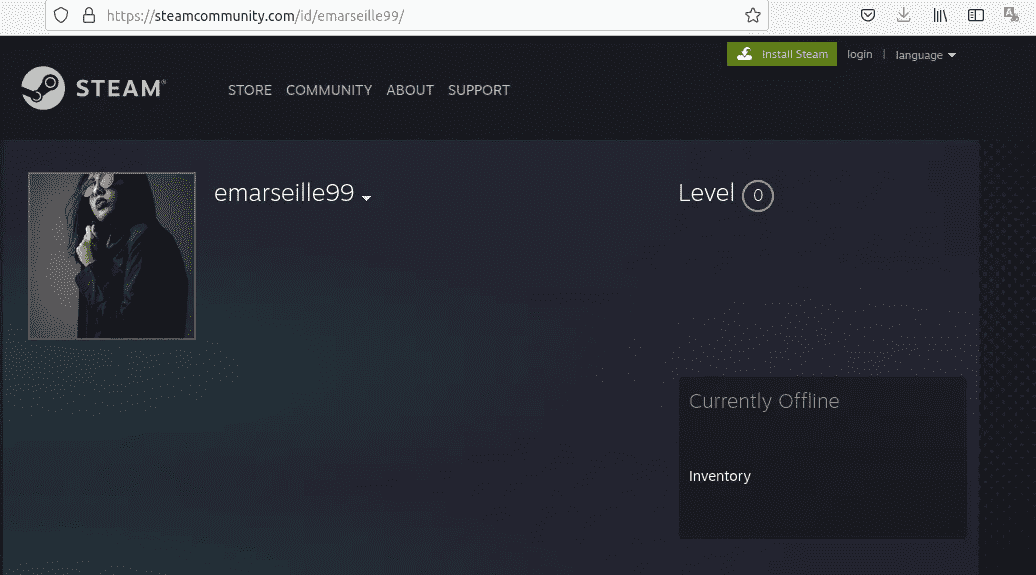 https://steamcommunity.com/id/emarseille99/
Install Steam login | language
STEAM®
STORE COMMUNITY ABOUT SUPPORT
emarseille99
Level 0
Currently Offline
Inventory